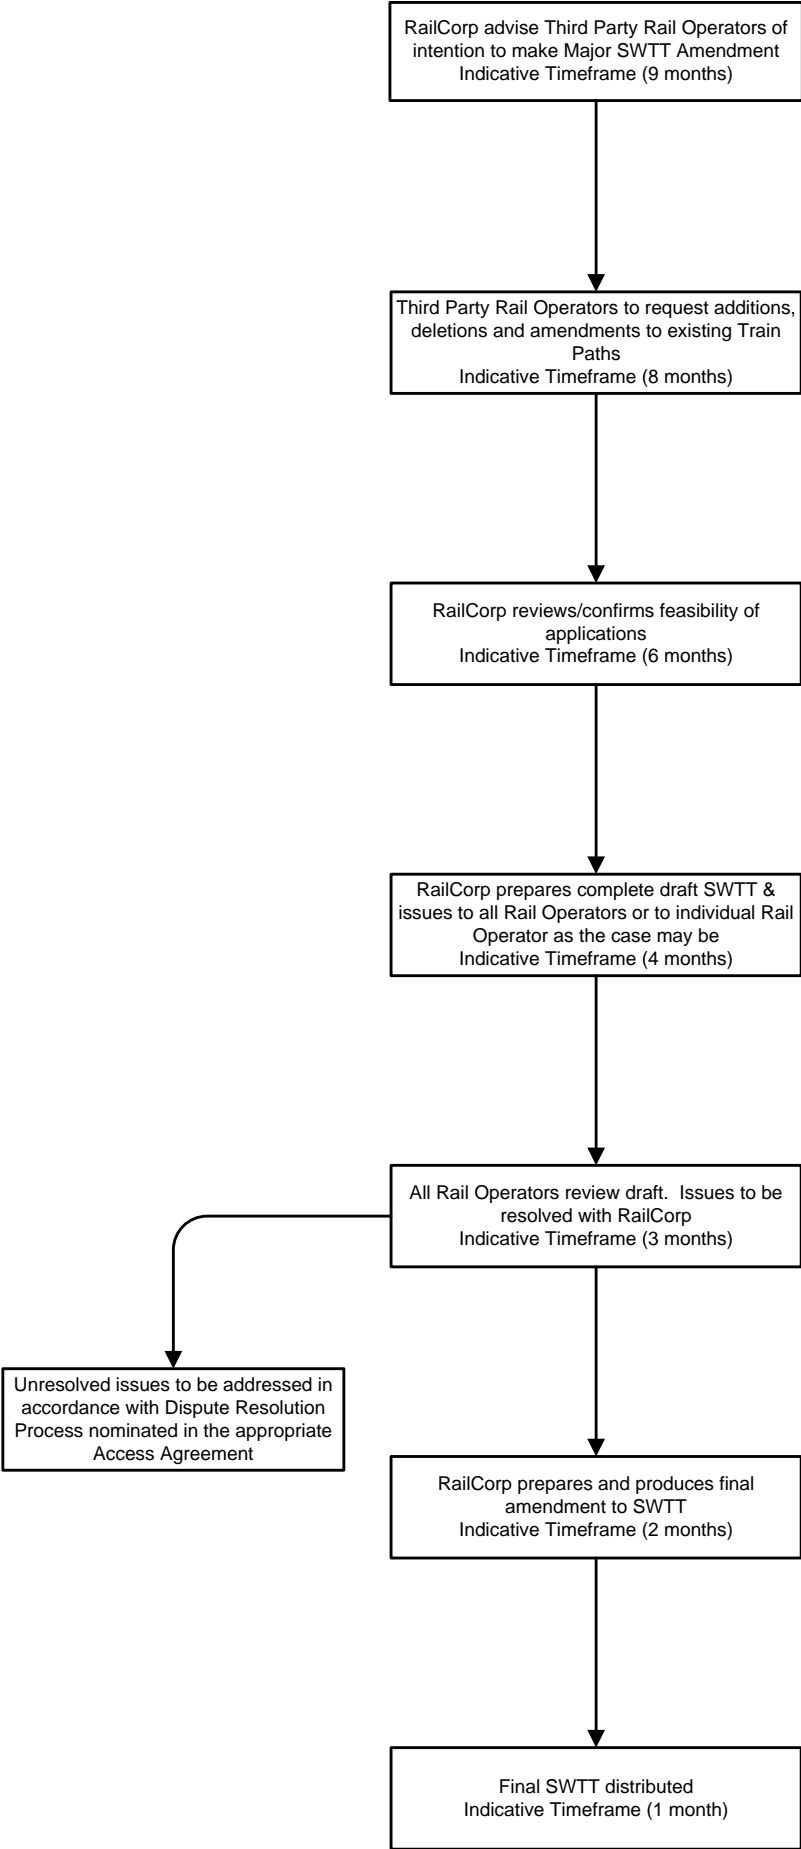 RailCorp advise Third Party Rail Operators of
intention to make Major SWTT Amendment
Indicative Timeframe (9 months)
Third Party Rail Operators to request additions,
deletions and amendments to existing Train
Paths
Indicative Timeframe (8 months)
RailCorp reviews/confirms feasibility of
applications
Indicative Timeframe (6 months)
RailCorp prepares complete draft SWTT &
issues to all Rail Operators or to individual Rail
Operator as the case may be
Indicative Timeframe (4 months)
All Rail Operators review draft.  Issues to be
resolved with RailCorp
Indicative Timeframe (3 months)
Unresolved issues to be addressed in
accordance with Dispute Resolution
Process nominated in the appropriate
Access Agreement
RailCorp prepares and produces final
amendment to SWTT
Indicative Timeframe (2 months)
Final SWTT distributed
Indicative Timeframe (1 month)